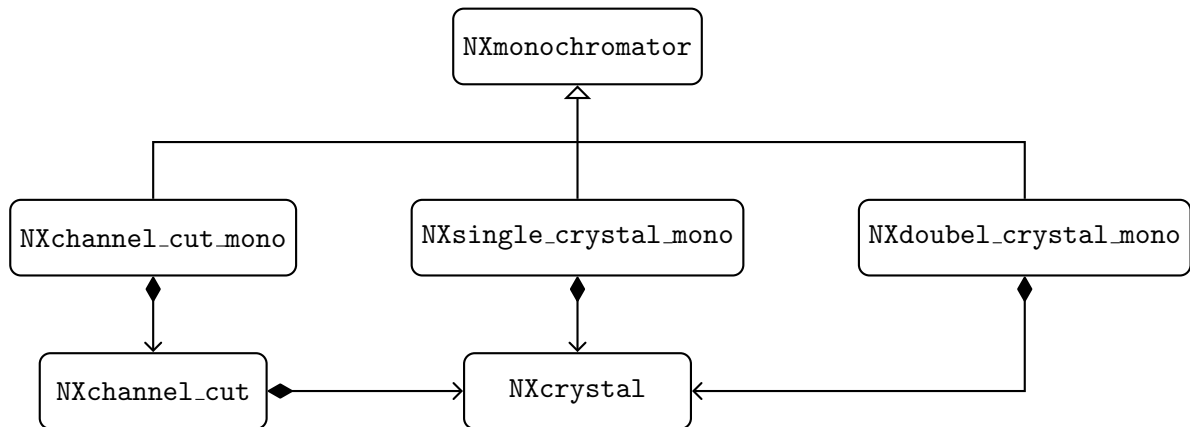 NXmonochromator
NXchannel_cut_mono
NXsingle_crystal_mono
NXdoubel_crystal_mono
NXchannel_cut
NXcrystal